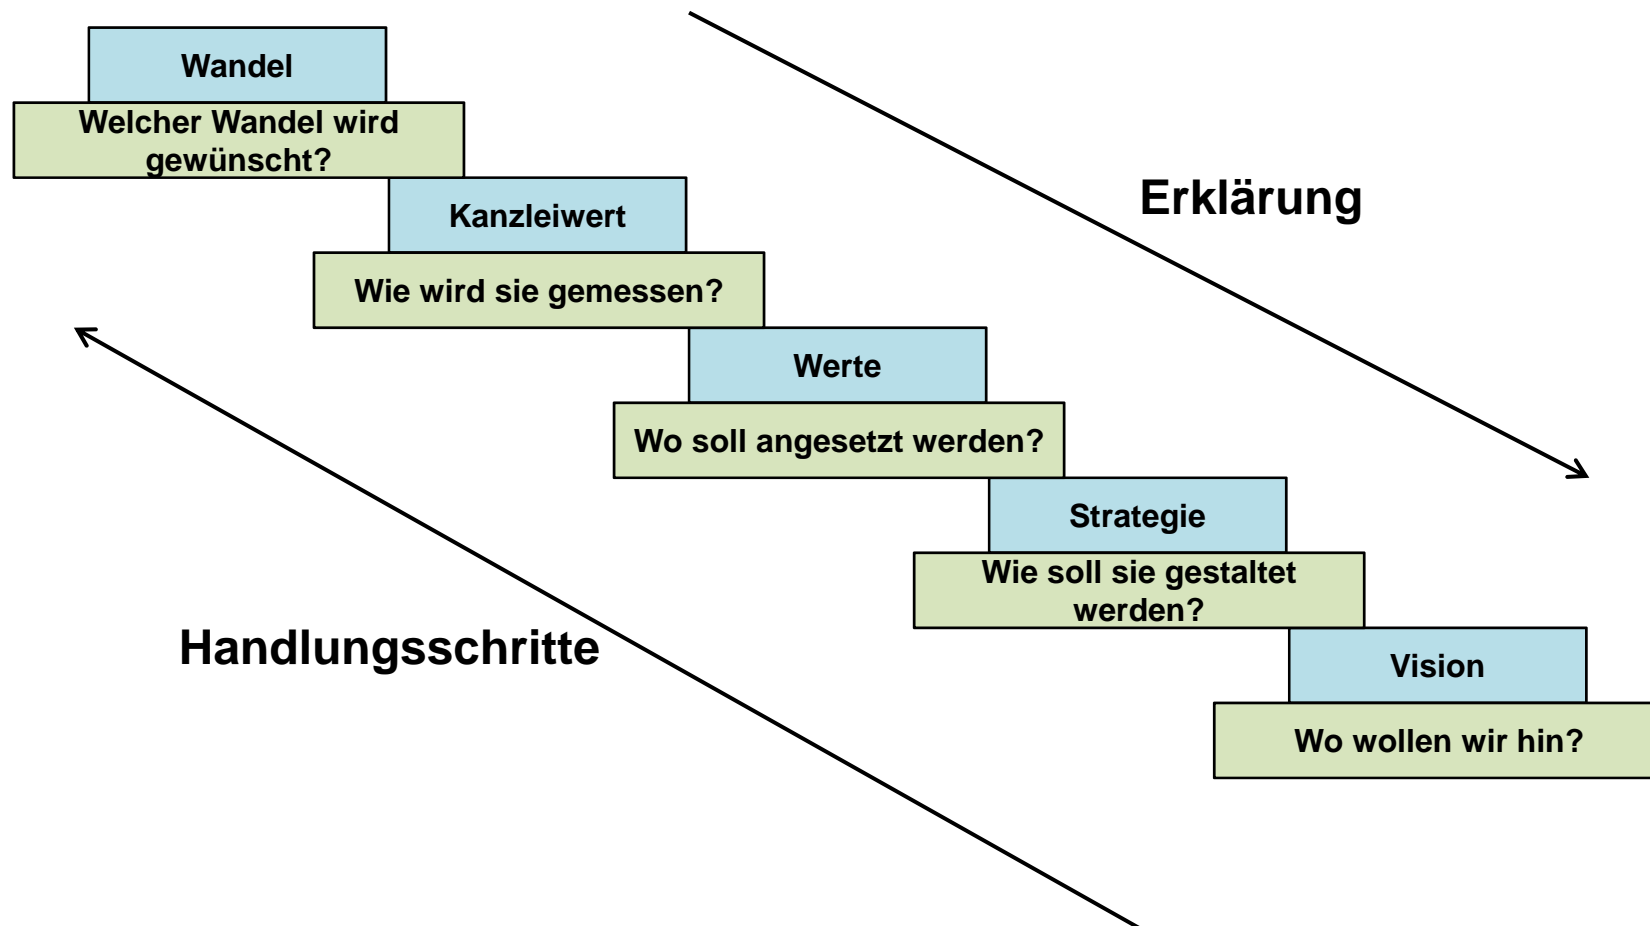 Wandel
Welcher Wandel wird
gewünscht?
Kanzleiwert
Wie wird sie gemessen?
Werte
Wo soll angesetzt werden?
Strategie
Wie soll sie gestaltet
werden?
Vision
Wo wollen wir hin?
Erklärung
Handlungsschritte